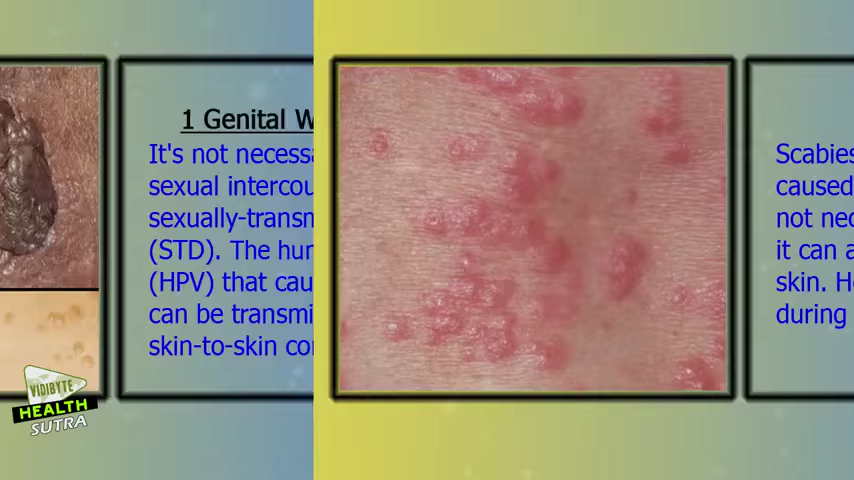 1 Genital W
It's not necessa
sexual intercou
sexually-transm
(STD). The hum
(HPV) that cau
can be transmi
skin-to-skin co
Scabies
caused
not nec
it can a
skin. H
during
VIDIBYTE
HEALTH
SUTRA